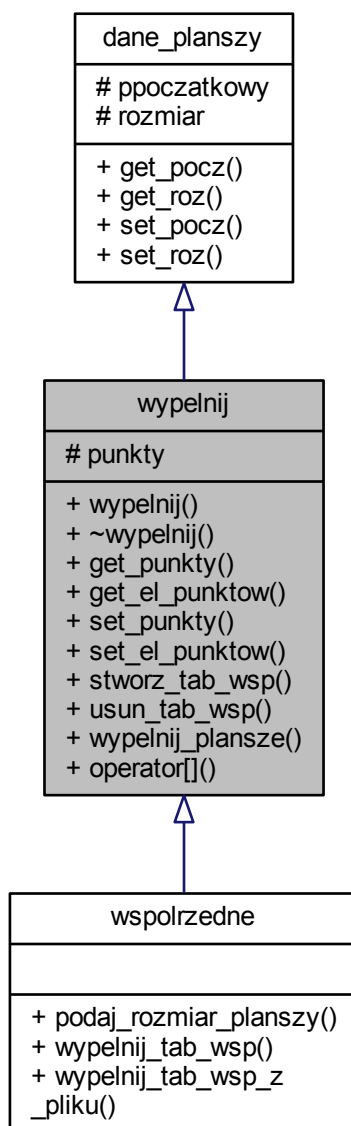 dane_planszy
# ppoczatkowy
# rozmiar
+ get_pocz()
+ get_roz()
+ set_pocz()
+ set_roz()
wypelnij
# punkty
+ wypelnij()
+ ~wypelnij()
+ get_punkty()
+ get_el_punktow()
+ set_punkty()
+ set_el_punktow()
+ stworz_tab_wsp()
+ usun_tab_wsp()
+ wypelnij_plansze()
+ operator[]()
wspolrzedne
+ podaj_rozmiar_planszy()
+ wypelnij_tab_wsp()
+ wypelnij_tab_wsp_z
_pliku()